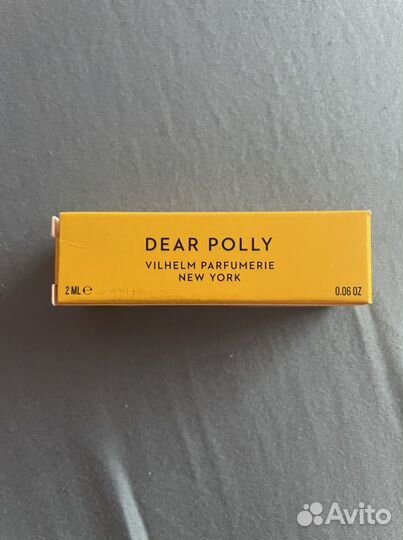 DEAR POLLY
VILHELM PARFUMERIE
NEW YORK
2 ML ℮ 0.06 OZ
Avito